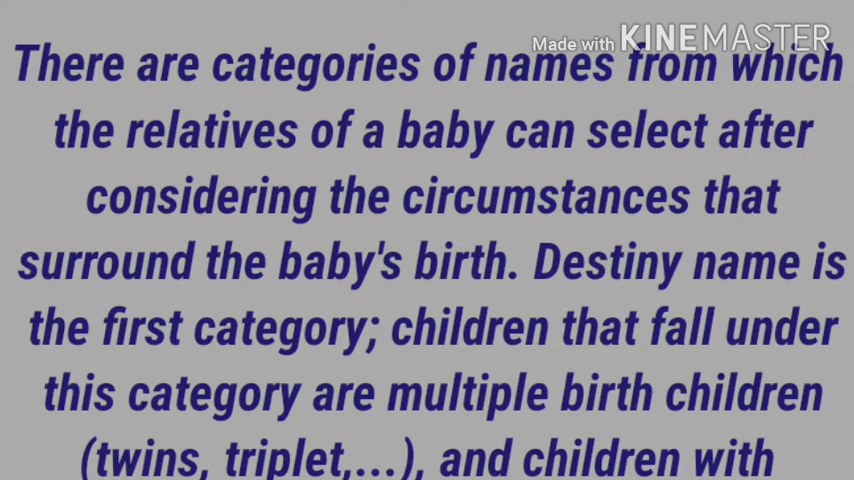 Made with KINEMASTER
There are categories of names from which
the relatives of a baby can select after
considering the circumstances that
surround the baby's birth. Destiny name is
the first category; children that fall under
this category are multiple birth children
(twins, triplet,...), and children with